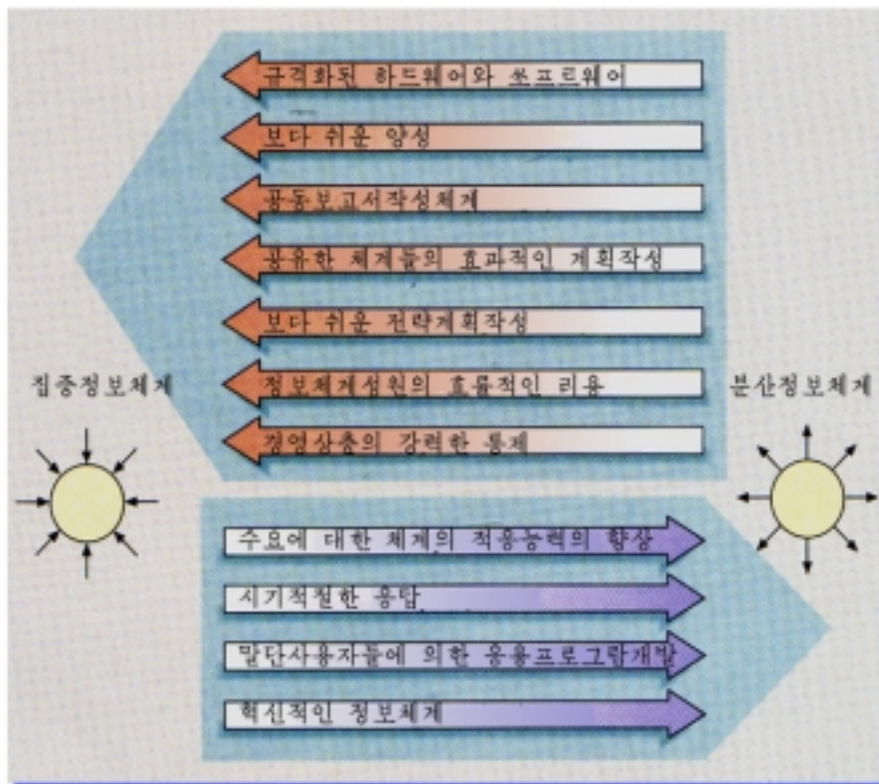 규격화된 하드웨어와 쏘프트웨어
보다 쉬운 양성
공동보고서작성체계
공유한 체계들의 효과적인 계획작성
보다 쉬운 전략계획작성
집중정보체계
정보체계성원의 효률적인 리용
분산정보체계
경영상층의 강력한 통제
수요에 대한 체계의 적응능력의 향상
시기적절한 응답
말단사용자들에 의한 응용프로그람개발
혁신적인 정보체계